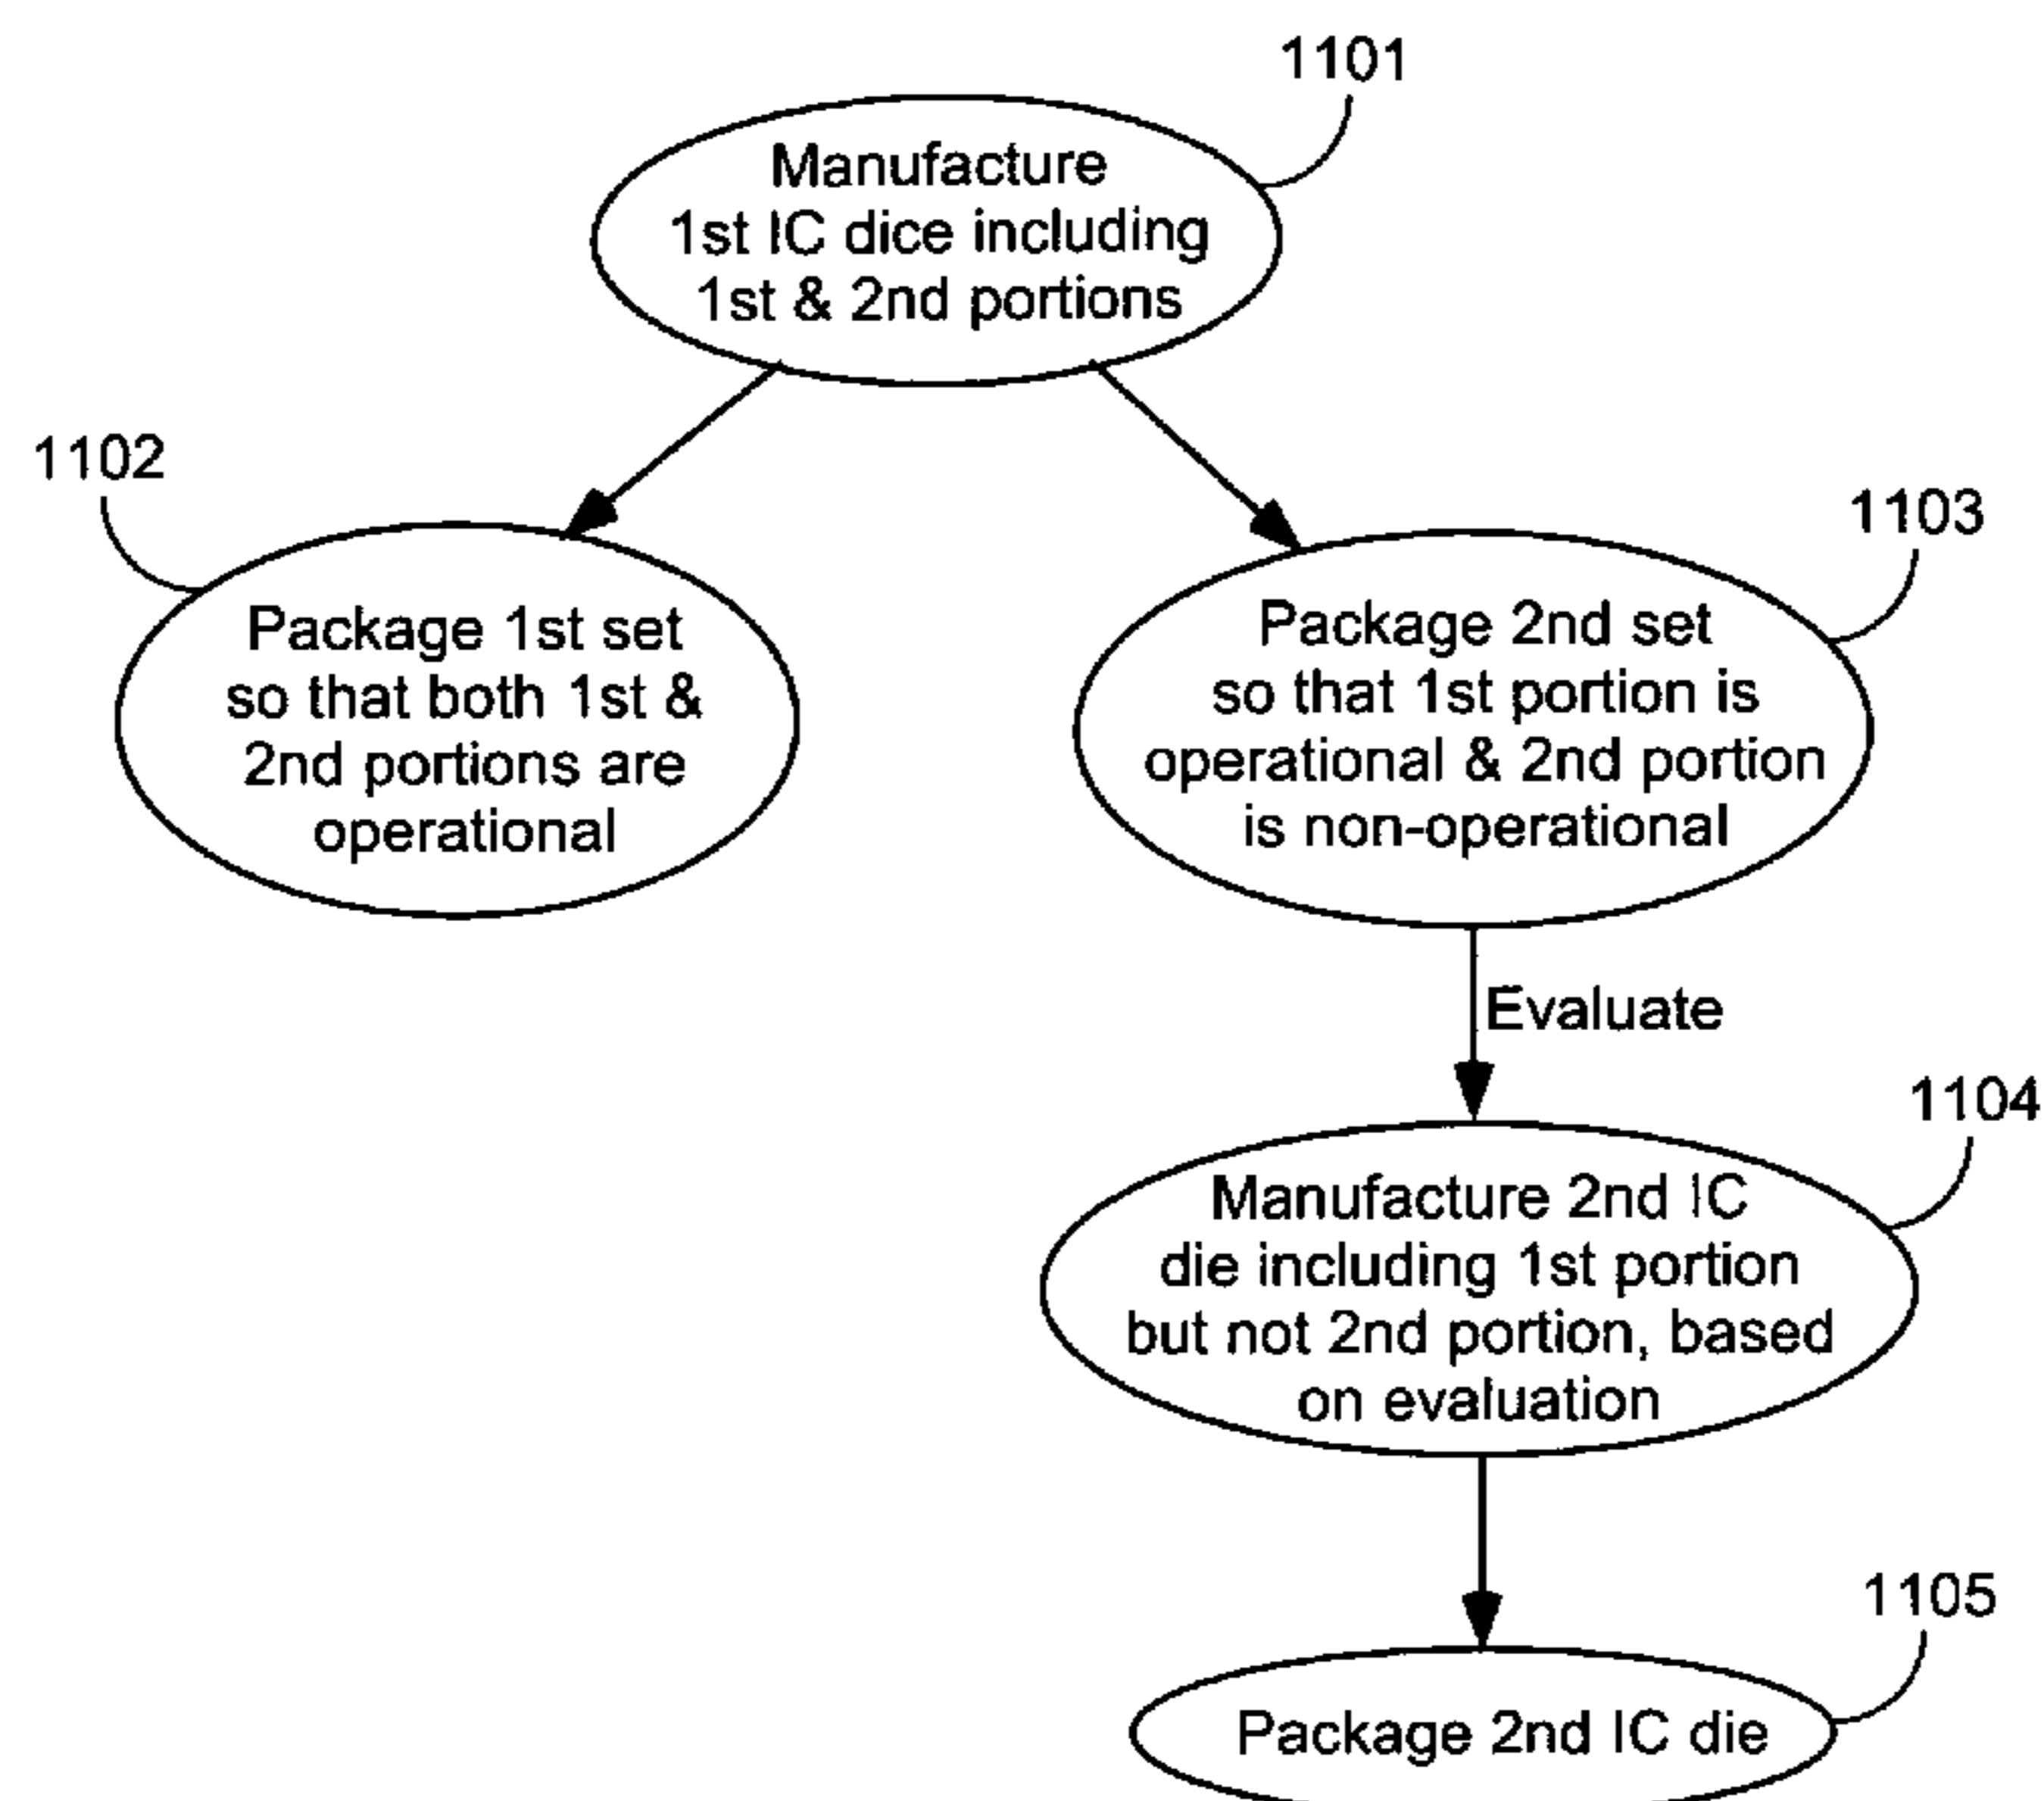 1101
Manufacture
1st IC dice including
1st & 2nd portions
1102
Package 1st set
so that both 1st &
2nd portions are
operational
1103
Package 2nd set
so that 1st portion is
operational & 2nd portion
is non-operational
Evaluate
1104
Manufacture 2nd IC
die including 1st portion
but not 2nd portion, based
on evaluation
1105
Package 2nd IC die